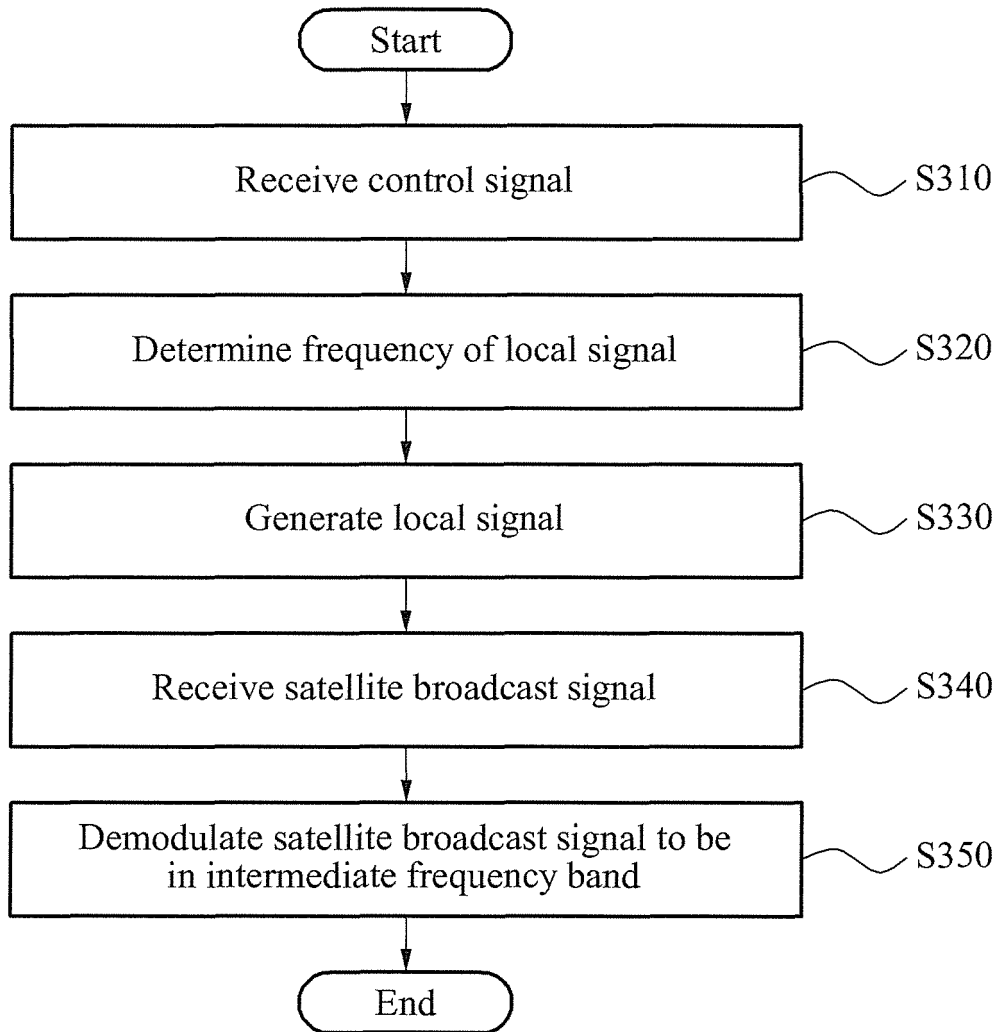 Start
Receive control signal
S310
Determine frequency of local signal
S320
Generate local signal
S330
Receive satellite broadcast signal
S340
Demodulate satellite broadcast signal to be
in intermediate frequency band
S350
End